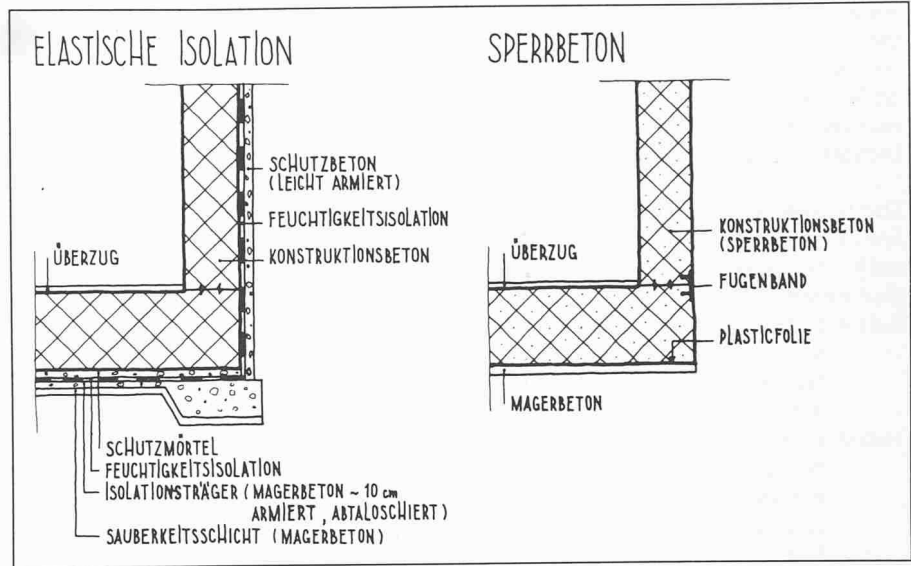 ELASTISCHE ISOLATION
SCHUTZBETON
(LEICHT ARMIERT)
FEUCHTIGKEITSISOLATION
KONSTRUKTIONSBETON
ÜBERZUG
SCHUTZMÖRTEL
FEUCHTIGKEITSISOLATION
ISOLATIONSTRÄGER (MAGERBETON ~ 10 cm
ARMIERT, ABTALOSCHIERT)
SAUBERKEITSSCHICHT (MAGERBETON)
SPERRBETON
KONSTRUKTIONSBETON
(SPERRBETON)
ÜBERZUG
FUGENBAND
PLASTICFOLIE
MAGERBETON